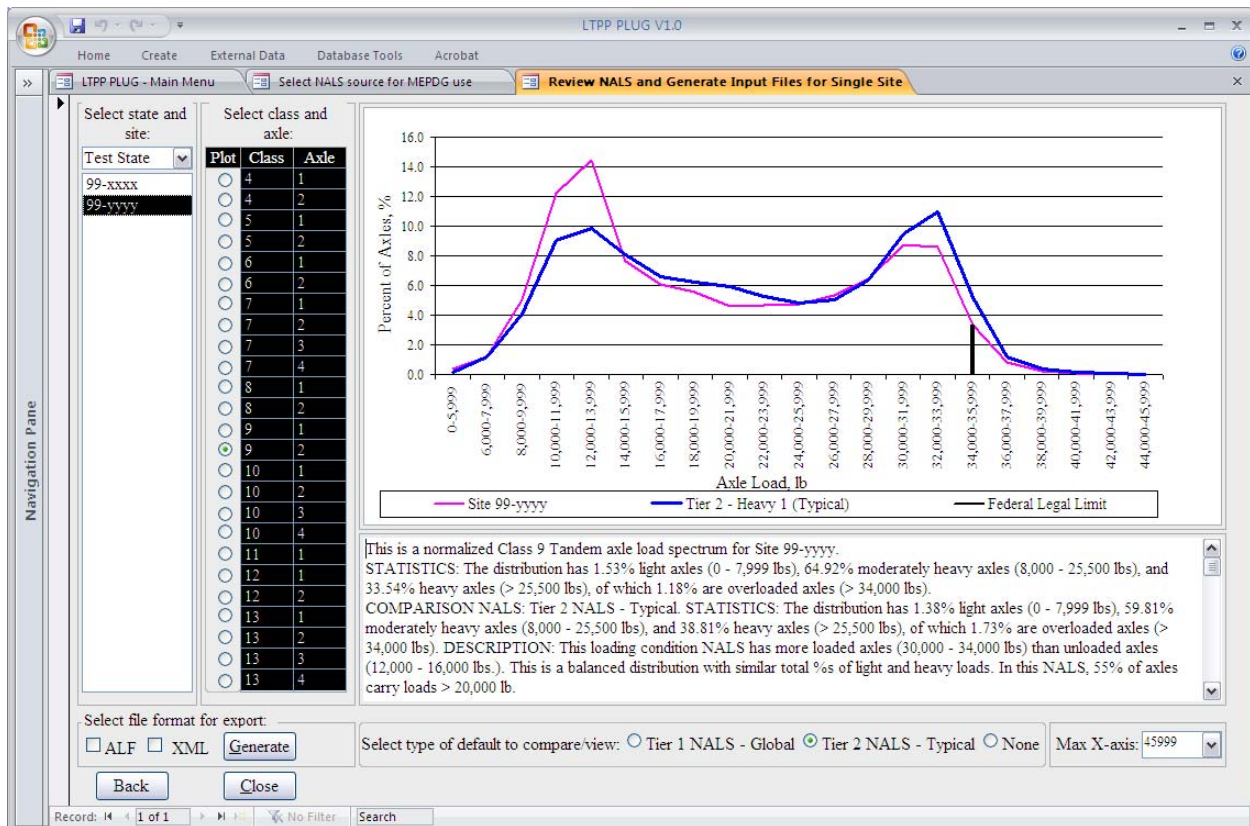 LTPP PLUG V1.0
Home Create External Data Database Tools Acrobat
LTPP PLUG - Main Menu Select NALS source for MEPDG use Review NALS and Generate Input Files for Single Site
Navigation Pane
Select state and
site:
Test State
99-xxxx
99-yyyy
Select class and
axle:
Plot Class Axle
4 1
4 2
5 1
5 2
6 1
6 2
7 1
7 2
7 3
7 4
8 1
8 2
9 1
9 2
10 1
10 2
10 3
10 4
11 1
12 1
12 2
13 1
13 2
13 3
13 4
Percent of Axles, %
16.0
14.0
12.0
10.0
8.0
6.0
4.0
2.0
0.0
0-5,999
6,000-7,999
8,000-9,999
10,000-11,999
12,000-13,999
14,000-15,999
16,000-17,999
18,000-19,999
20,000-21,999
22,000-23,999
24,000-25,999
26,000-27,999
28,000-29,999
30,000-31,999
32,000-33,999
34,000-35,999
36,000-37,999
38,000-39,999
40,000-41,999
42,000-43,999
44,000-45,999
Axle Load, lb
Site 99-yyyy Tier 2 - Heavy 1 (Typical) Federal Legal Limit
This is a normalized Class 9 Tandem axle load spectrum for Site 99-yyyy.
STATISTICS: The distribution has 1.53% light axles (0 - 7,999 lbs), 64.92% moderately heavy axles (8,000 - 25,500 lbs), and
33.54% heavy axles (> 25,500 lbs), of which 1.18% are overloaded axles (> 34,000 lbs).
COMPARISON NALS: Tier 2 NALS - Typical. STATISTICS: The distribution has 1.38% light axles (0 - 7,999 lbs), 59.81%
moderately heavy axles (8,000 - 25,500 lbs), and 38.81% heavy axles (> 25,500 lbs), of which 1.73% are overloaded axles (>
34,000 lbs). DESCRIPTION: This loading condition NALS has more loaded axles (30,000 - 34,000 lbs) than unloaded axles
(12,000 - 16,000 lbs.). This is a balanced distribution with similar total %s of light and heavy loads. In this NALS, 55% of axles
carry loads > 20,000 lb.
Select file format for export:
ALF XML Generate
Select type of default to compare/view: Tier 1 NALS - Global Tier 2 NALS - Typical None
Max X-axis: 45999
Back Close
Record: 1 of 1 No Filter Search